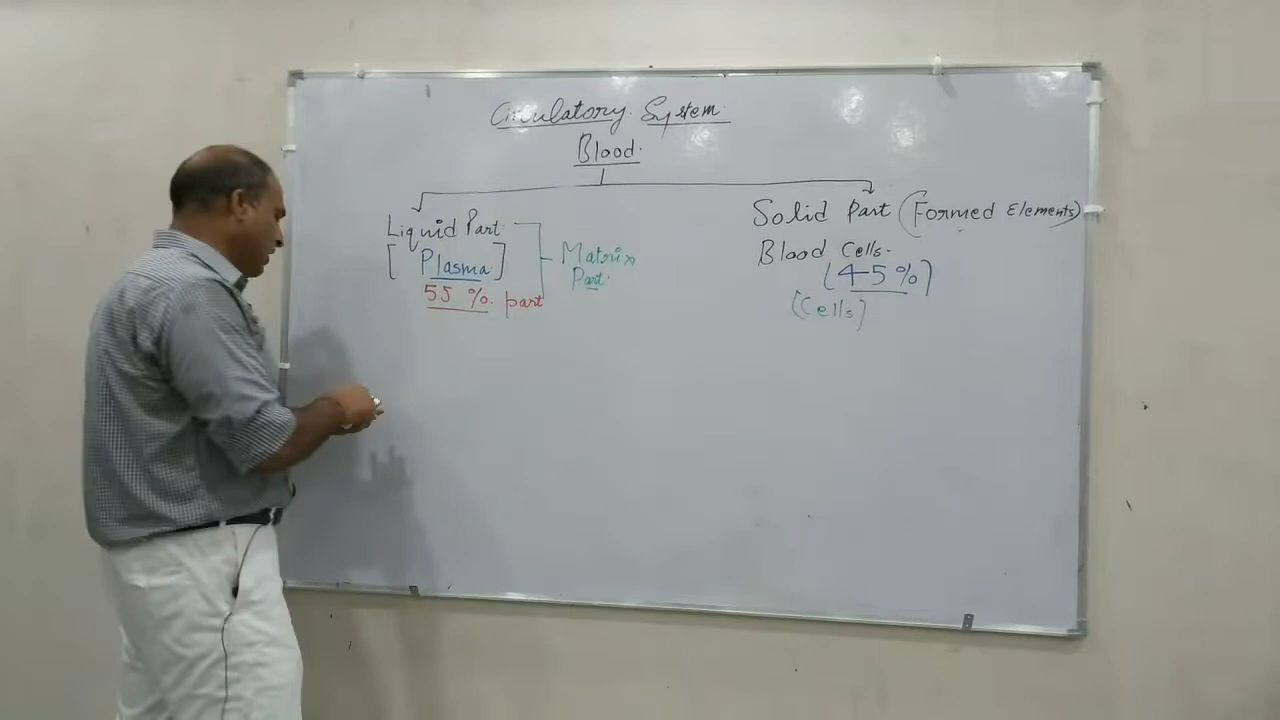 Circulatory System
Blood.
Liquid Part
[ Plasma ]
55 %. part
Matrix
Part.
Solid Part (Formed Elements)
Blood Cells.
(45%)
(Cells)